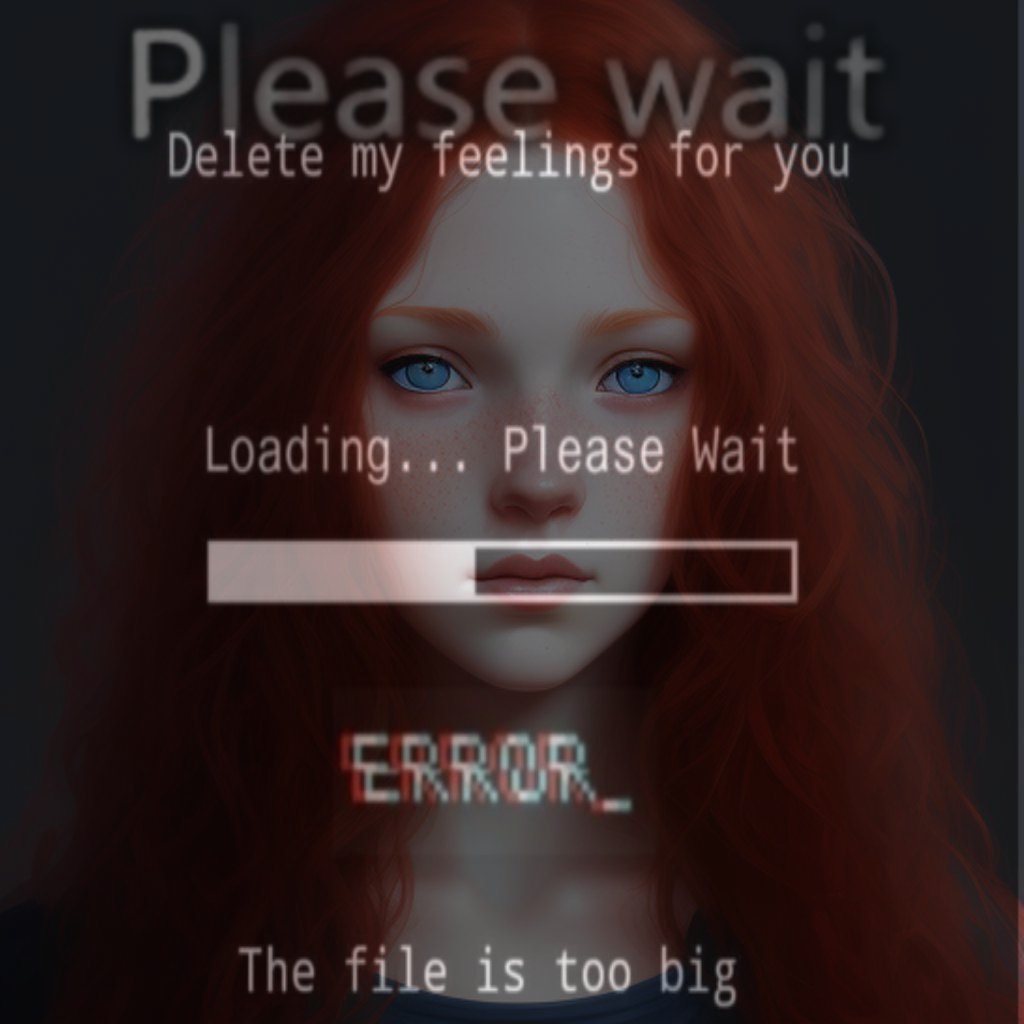 Please wait
Delete my feelings for you
Loading... Please Wait
ERROR_
The file is too big